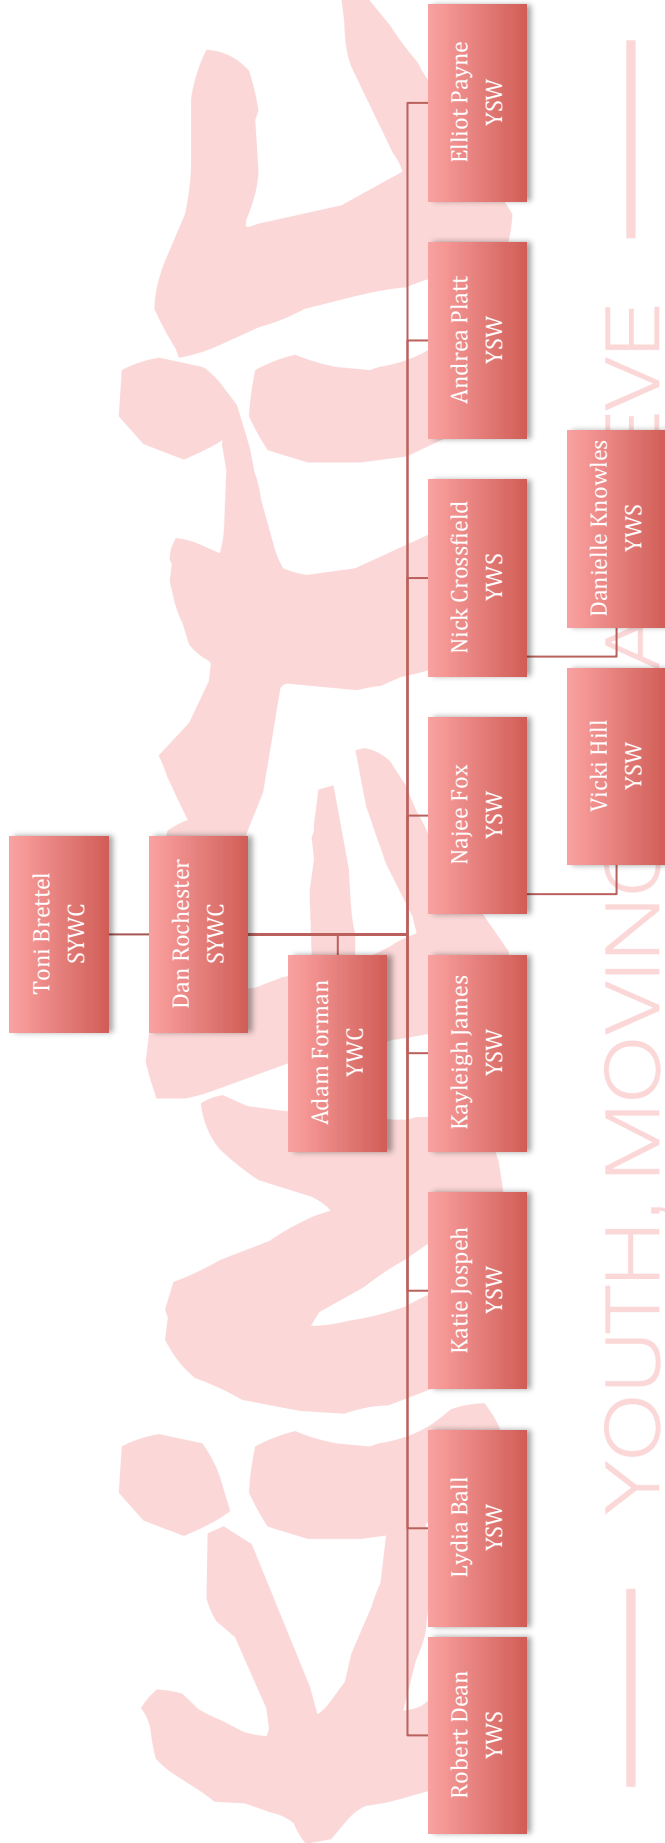 Toni Brettel
SYWC
Dan Rochester
SYWC
Adam Forman
YWC
Robert Dean
YWS
Lydia Ball
YSW
Katie Jospeh
YSW
Kayleigh James
YSW
Najee Fox
YSW
Nick Crossfield
YWS
Andrea Platt
YSW
Elliot Payne
YSW
Vicki Hill
YSW
Danielle Knowles
YWS
YOUTH, MOVING